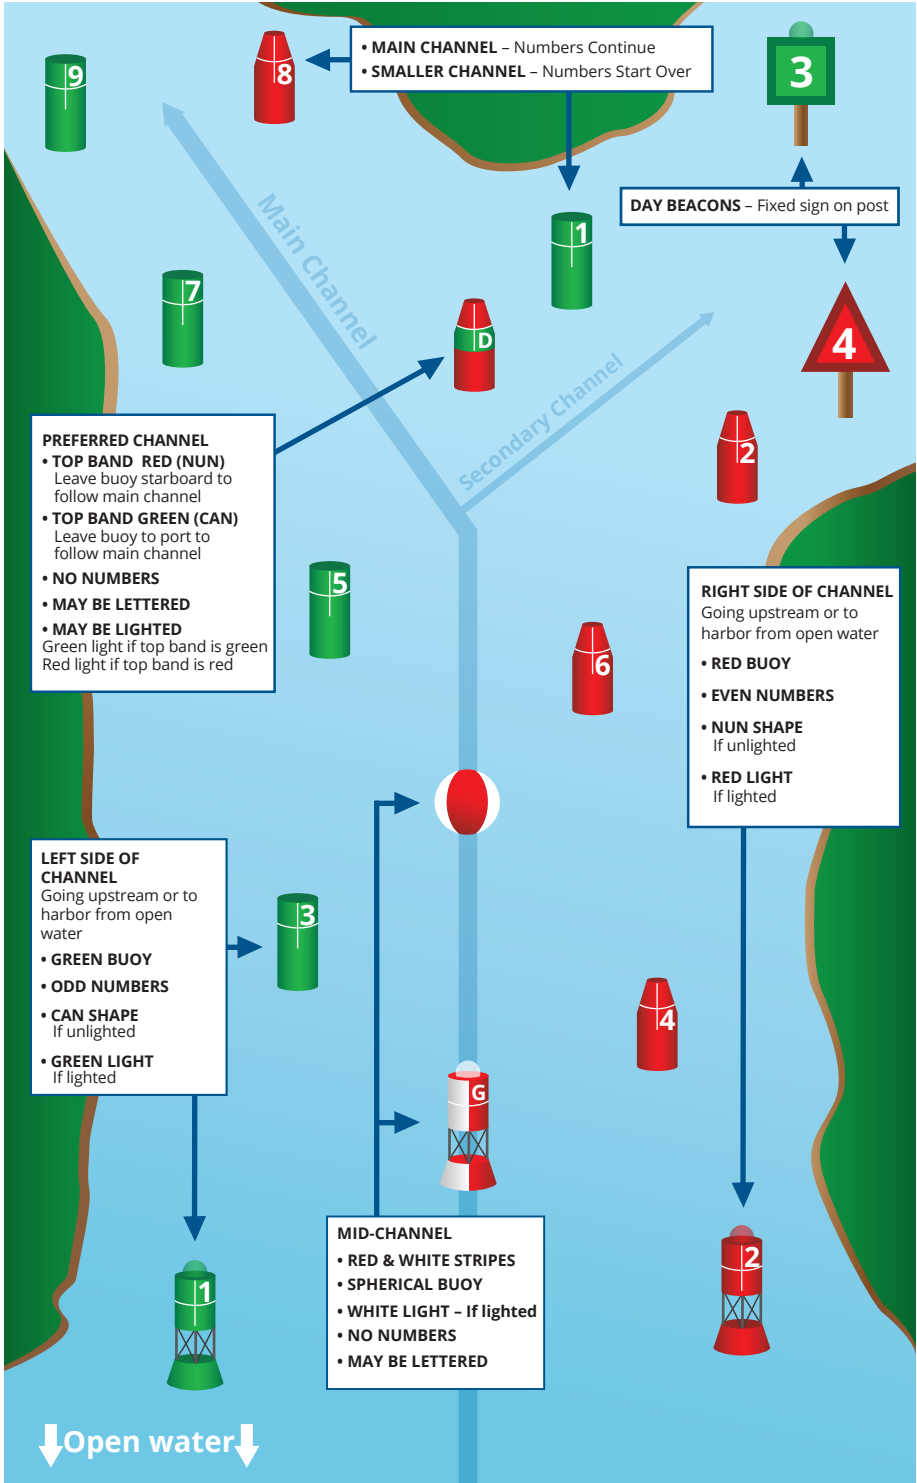 • MAIN CHANNEL – Numbers Continue
• SMALLER CHANNEL – Numbers Start Over
9
8
3
DAY BEACONS – Fixed sign on post
1
7
Main Channel
D
4
Secondary Channel
2
PREFERRED CHANNEL
• TOP BAND RED (NUN)
Leave buoy starboard to
follow main channel
• TOP BAND GREEN (CAN)
Leave buoy to port to
follow main channel
• NO NUMBERS
• MAY BE LETTERED
• MAY BE LIGHTED
Green light if top band is green
Red light if top band is red
5
6
RIGHT SIDE OF CHANNEL
Going upstream or to
harbor from open water
• RED BUOY
• EVEN NUMBERS
• NUN SHAPE
If unlighted
• RED LIGHT
If lighted
LEFT SIDE OF
CHANNEL
Going upstream or to
harbor from open
water
• GREEN BUOY
• ODD NUMBERS
• CAN SHAPE
If unlighted
• GREEN LIGHT
If lighted
3
4
G
MID-CHANNEL
• RED & WHITE STRIPES
• SPHERICAL BUOY
• WHITE LIGHT – If lighted
• NO NUMBERS
• MAY BE LETTERED
1
2
Open water